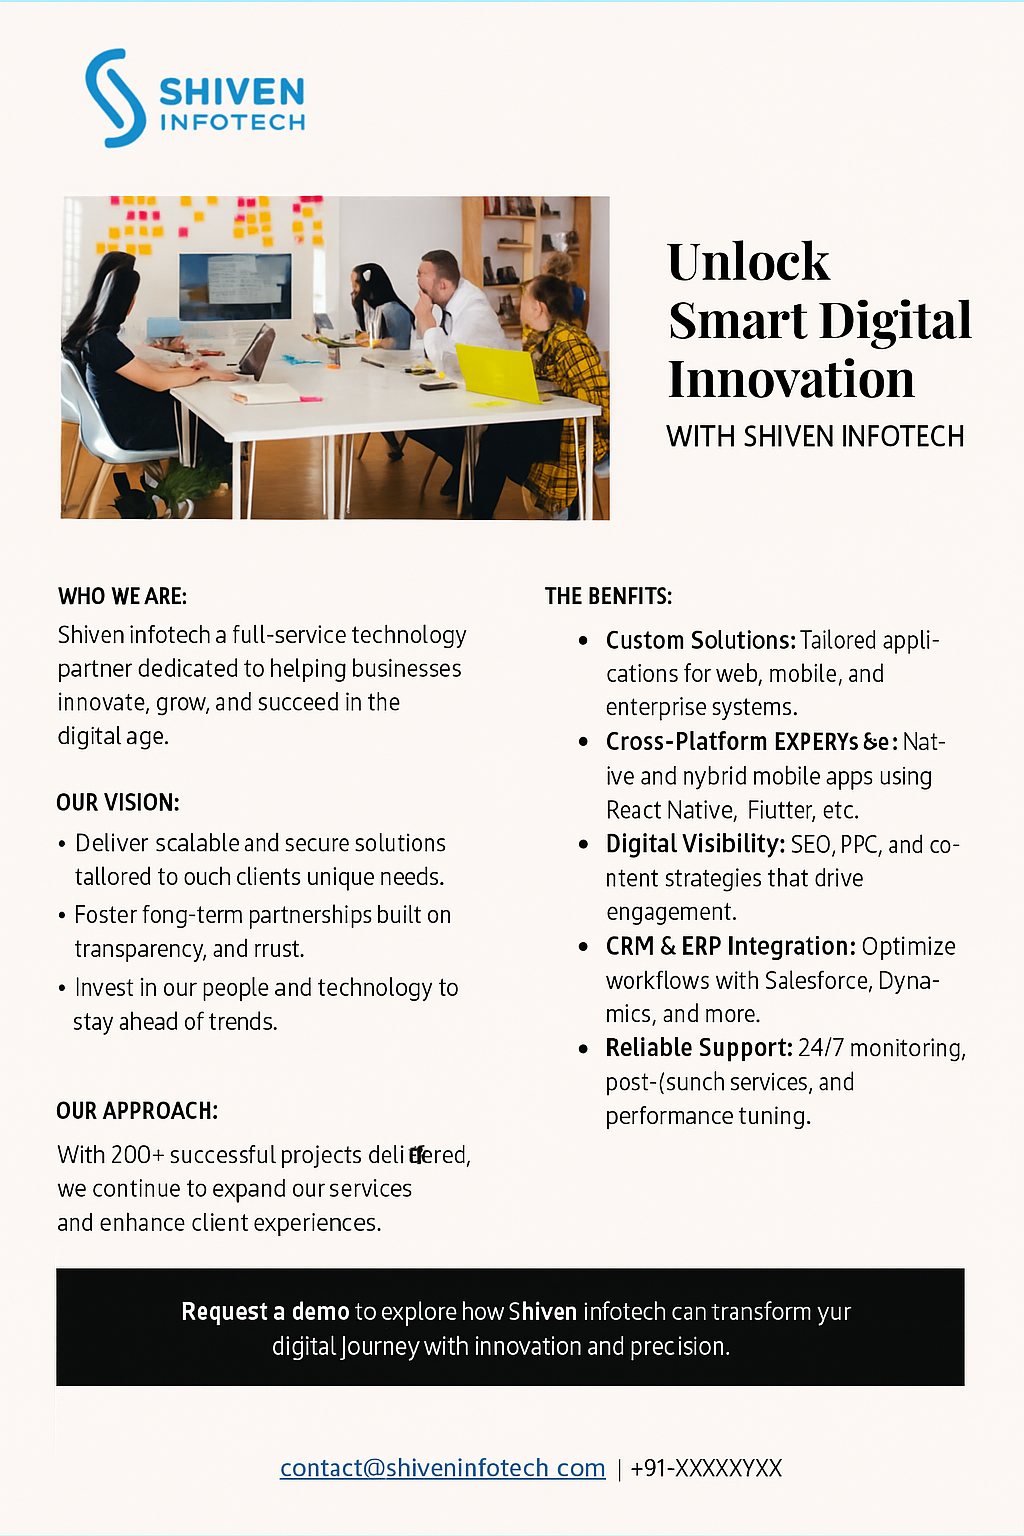 SHIVEN
INFOTECH
Unlock
Smart Digital
Innovation
WITH SHIVEN INFOTECH
WHO WE ARE:
Shiven infotech a full-service technology
partner dedicated to helping businesses
innovate, grow, and succeed in the
digital age.
OUR VISION:
• Deliver scalable and secure solutions
tallored to ouch clients unique needs.
• Foster fong-term partnerships built on
transparency, and rrust.
• Invest in our people and technology to
stay ahead of trends.
OUR APPROACH:
With 200+ successful projects
we continue to expand our services
and enhance client experiences.
THE BENFITS:
• Custom Solutions: Tailored appli-
cations for web, mobile, and
enterprise systems.
• Cross-Platform EXPERYs &e: Nat-
ive and nybrid mobile apps using
React Native, Fiutter, etc.
• Digital Visibility: SEO, PPC, and co-
ntent strategies that drive
engagement.
• CRM & ERP Integration: Optimize
workflows with Salesforce, Dyna-
mics, and more.
• Reliable Support: 24/7 monitoring,
post-(sunch services, and
performance tuning.
Request a demo to explore how Shiven infotech can transform yur
digital Journey with innovation and precision.
contact@shiveninfotech com | +91-XXXXXYXX